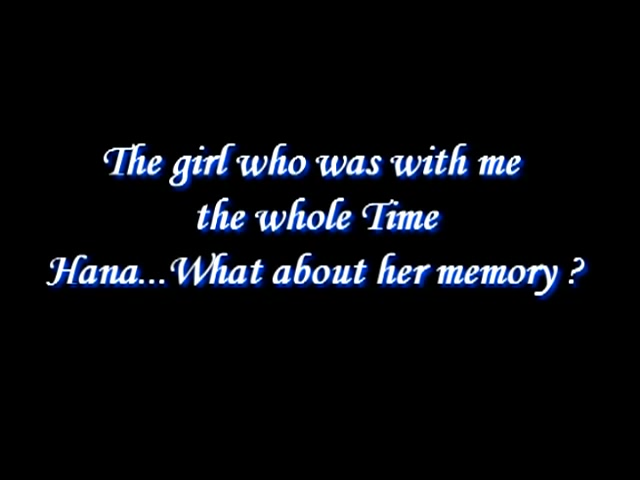 The girl who was with me
the whole Time
Hana...What about her memory ?